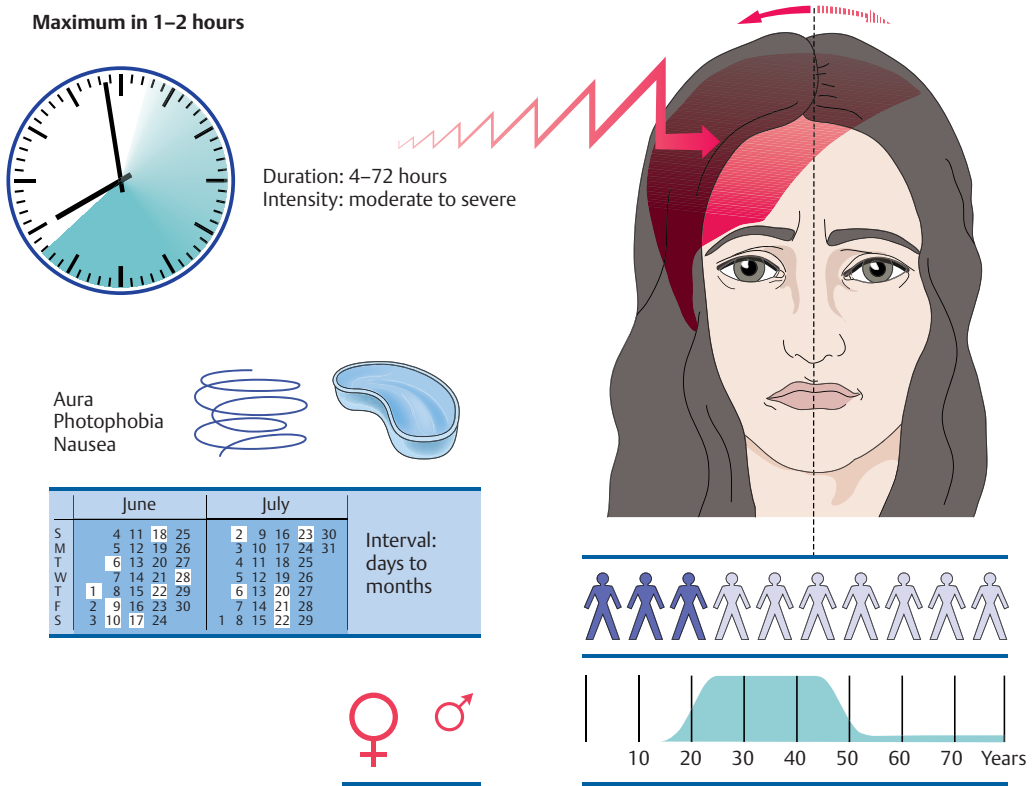 Maximum in 1–2 hours
Duration: 4–72 hours
Intensity: moderate to severe
Aura
Photophobia
Nausea
June July
S 4 11 18 25 2 9 16 23 30
M 5 12 19 26 3 10 17 24 31
T 6 13 20 27 4 11 18 25
W 7 14 21 28 5 12 19 26
T 1 8 15 22 29 6 13 20 27
F 2 9 16 23 30 7 14 21 28
S 3 10 17 24 1 8 15 22 29
Interval:
days to
months
10 20 30 40 50 60 70 Years